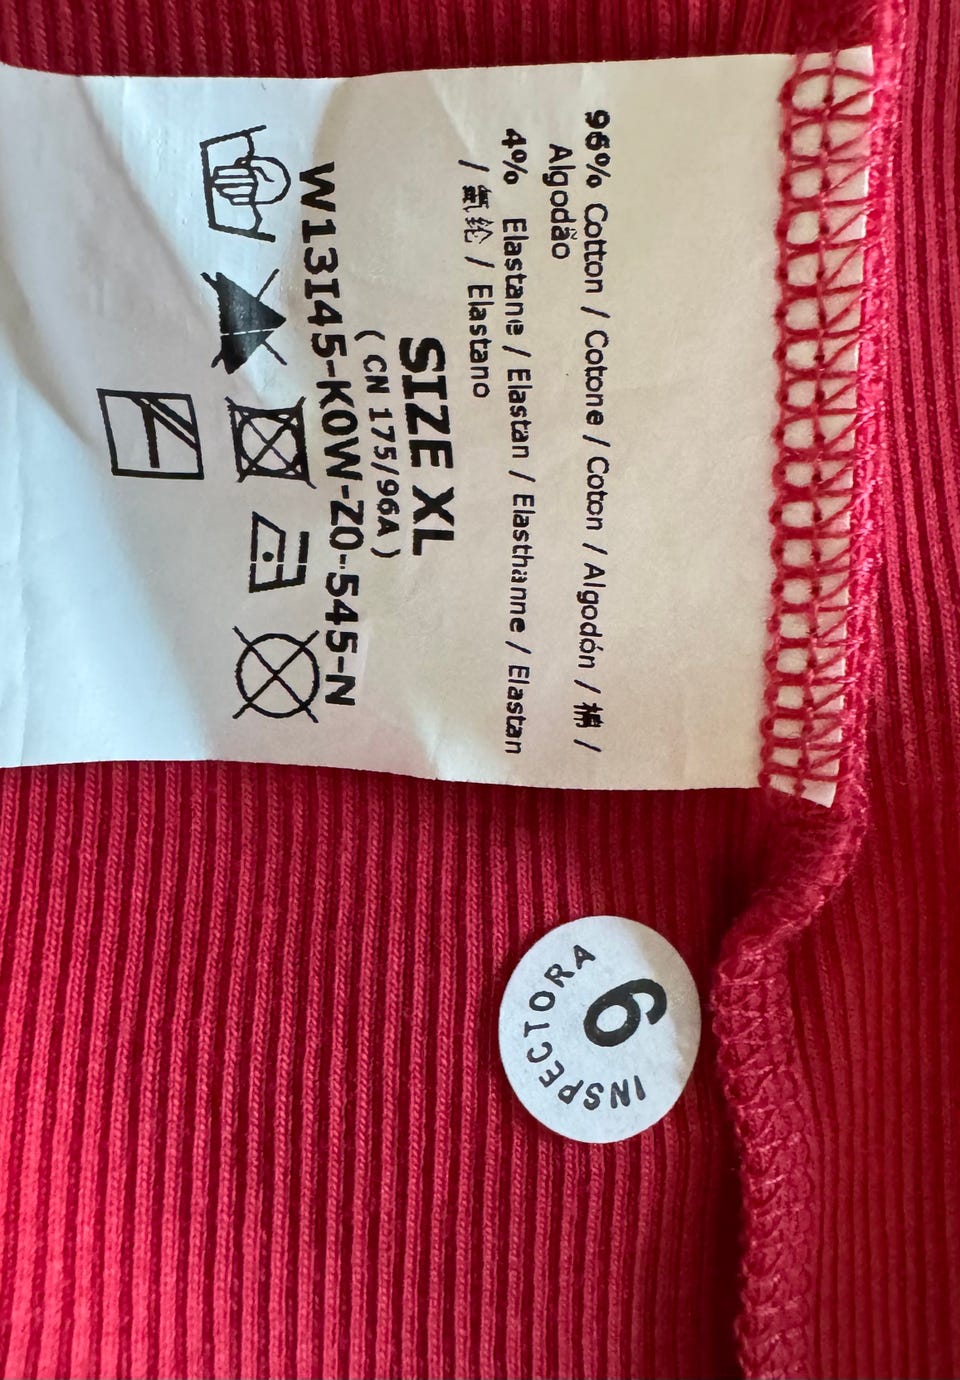 96% Cotton / Cotone / Coton / Algodón / 棉 /
Algodão
4% Elastane / Elastan / Elasthanne / Elastan
/ 氨纶 / Elastano
SIZE XL
(CN 175/96A)
W13I45-K0W-Z0-545-N
INSPECTORA
6